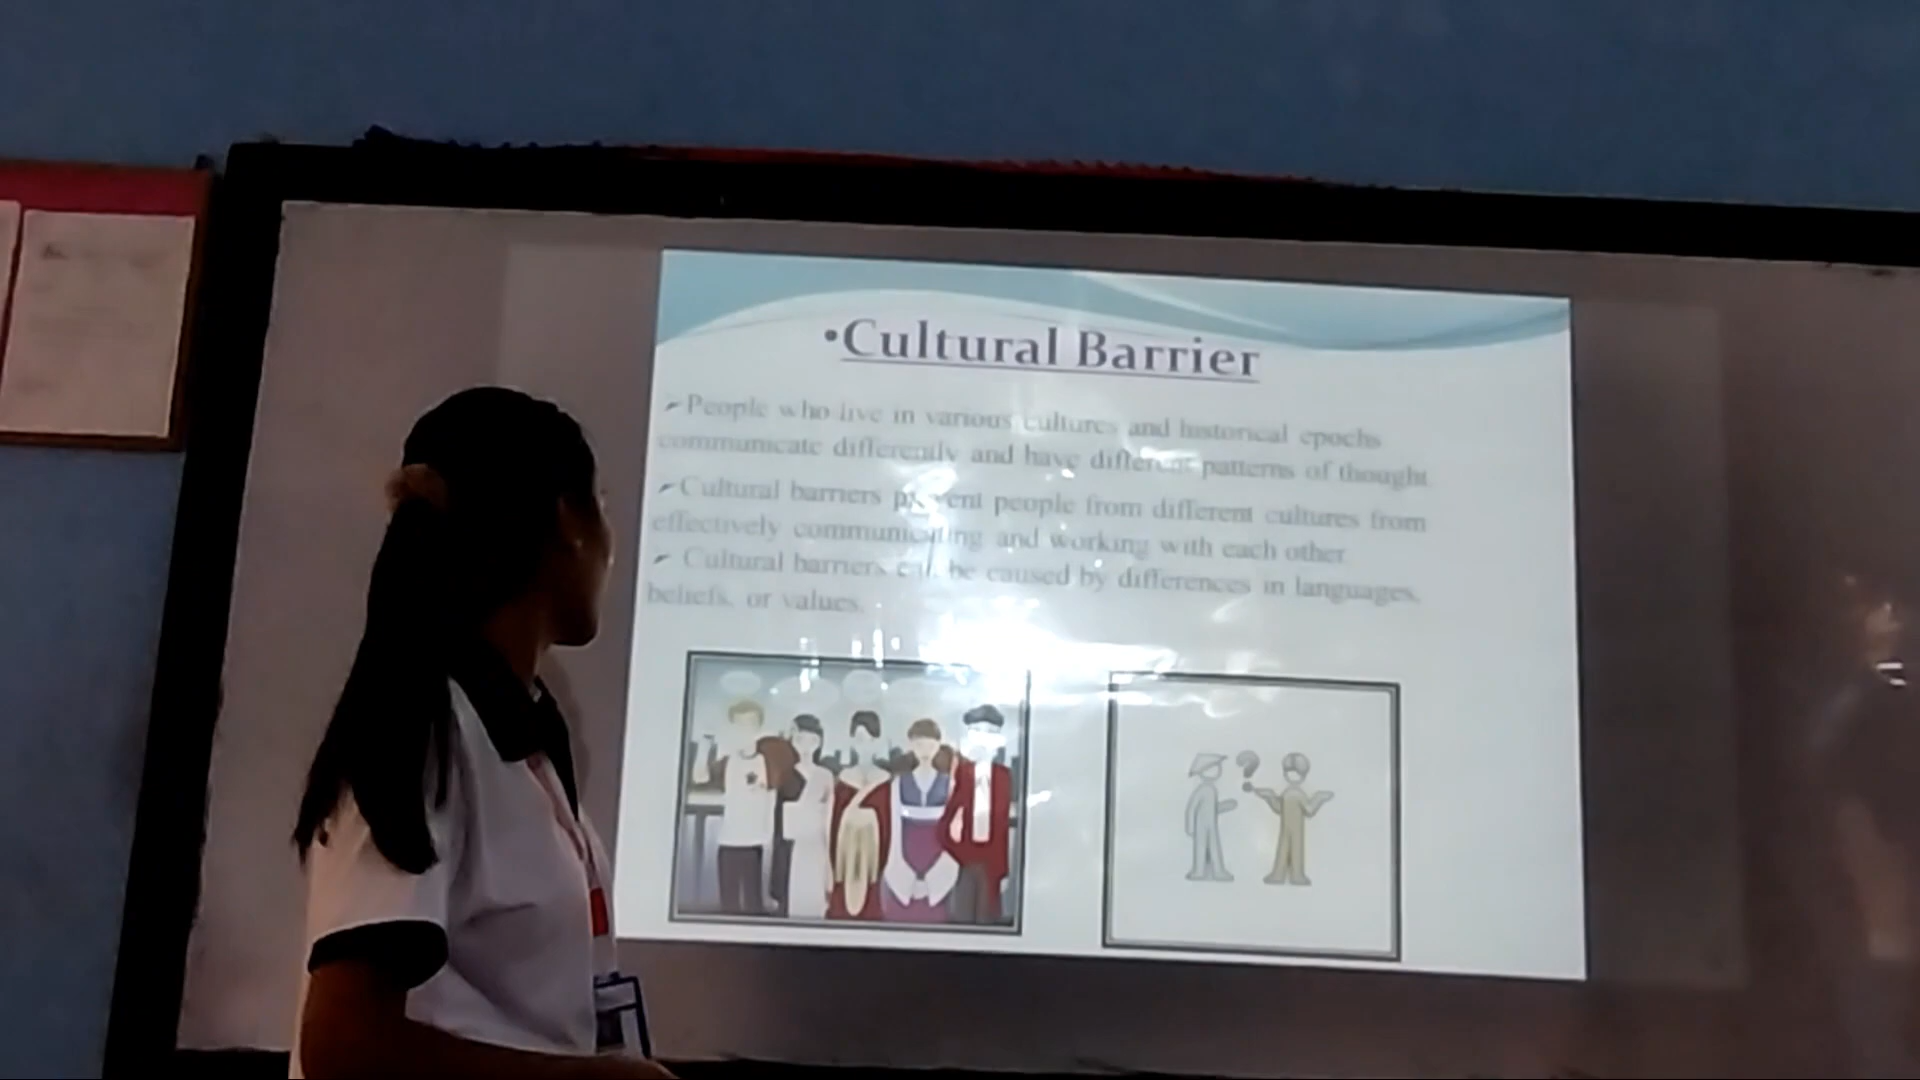 •Cultural Barrier
➢People who live in various cultures and historical epochs
communicate differently and have different patterns of thought
➢Cultural barriers prevent people from different cultures from
effectively communicating and working with each other
➢ Cultural barriers can be caused by differences in languages,
beliefs, or values.